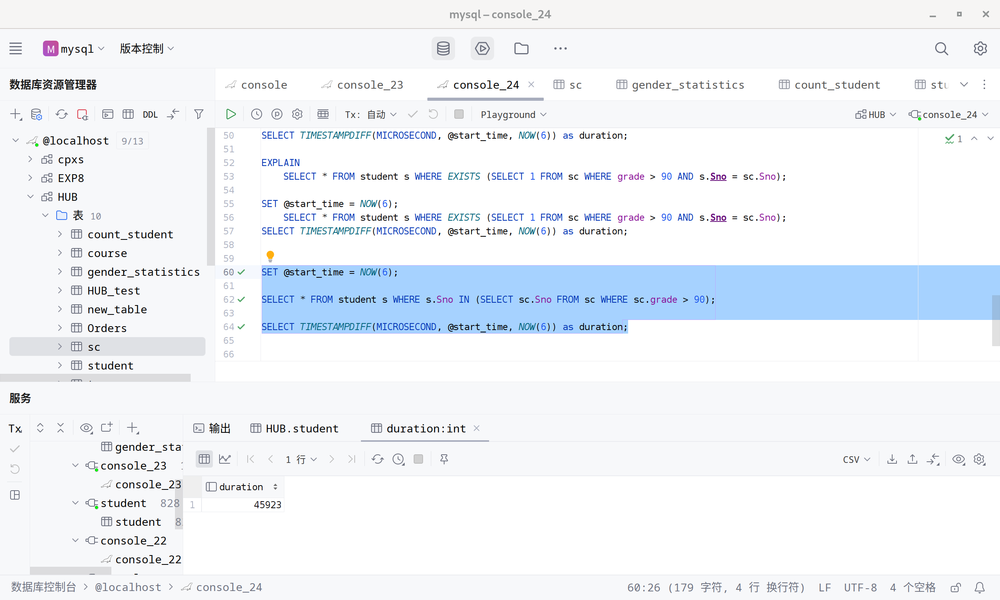 mysql – console_24
M mysql 版本控制
数据库资源管理器
console console_23 console_24 sc gender_statistics count_student stu
DDL
Tx: 自动 Playground HUB console_24
@localhost 9/13
cpxs
EXP8
HUB
表 10
count_student
course
gender_statistics
HUB_test
new_table
Orders
sc
student
50 SELECT TIMESTAMPDIFF(MICROSECOND, @start_time, NOW(6)) as duration;
1
51
52 EXPLAIN
53 SELECT * FROM student s WHERE EXISTS (SELECT 1 FROM sc WHERE grade > 90 AND s.Sno = sc.Sno);
54
55 SET @start_time = NOW(6);
56 SELECT * FROM student s WHERE EXISTS (SELECT 1 FROM sc WHERE grade > 90 AND s.Sno = sc.Sno);
57 SELECT TIMESTAMPDIFF(MICROSECOND, @start_time, NOW(6)) as duration;
58
59
60 SET @start_time = NOW(6);
61
62 SELECT * FROM student s WHERE s.Sno IN (SELECT sc.Sno FROM sc WHERE sc.grade > 90);
63
64 SELECT TIMESTAMPDIFF(MICROSECOND, @start_time, NOW(6)) as duration;
65
66
服务
Tx
输出 HUB.student duration:int
gender_sta
console_23
console_23
student 828
student
console_22
console_22
1 行 CSV
duration
1 45923
数据库控制台 @localhost console_24
60:26 (179 字符, 4 行 换行符) LF UTF-8 4 个空格